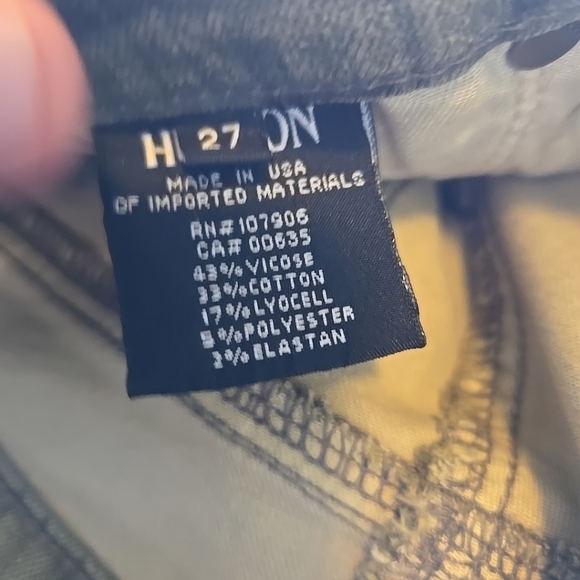 H 27 ON
MADE IN USA
OF IMPORTED MATERIALS
RN#107906
CA# 00635
43% VICOSE
33% COTTON
17% LYOCELL
5% POLYESTER
2% ELASTAN